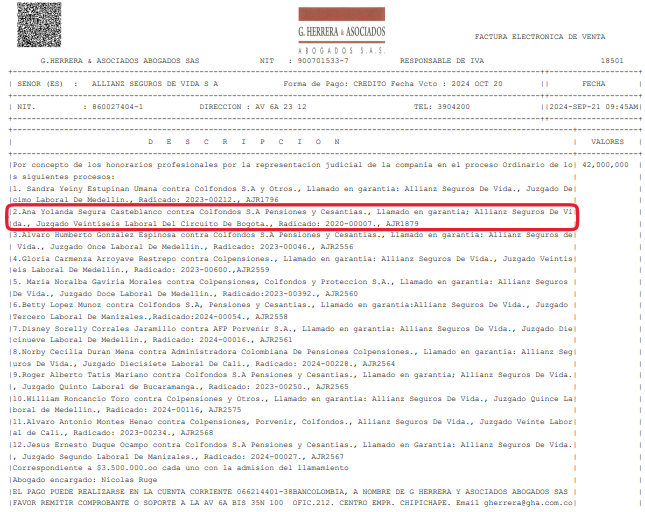 G. HERRERA & ASOCIADOS
ABOGADOS S.A.S.
FACTURA ELECTRONICA DE VENTA
G.HERRERA & ASOCIADOS ABOGADOS SAS NIT : 900701533-7 RESPONSABLE DE IVA 18501
SENOR (ES) : ALLIANZ SEGUROS DE VIDA S A Forma de Pago: CREDITO Fecha Vcto : 2024 OCT 20 FECHA
NIT. : 860027404-1 DIRECCION : AV 6A 23 12 TEL: 3904200 2024-SEP-21 09:45AM
D E S C R I P C I O N VALORES
Por concepto de los honorarios profesionales por la representacion judicial de la compania en el proceso Ordinario de lo 42,000,000
s siguientes procesos:
1. Sandra Yeiny Estupinan Umana contra Colfondos S.A y Otros., Llamado en garantia: Allianz Seguros De Vida., Juzgado De
cimo Laboral De Medellin., Radicado: 2023-00212., AJR1796
2.Ana Yolanda Segura Casteblanco contra Colfondos S.A Pensiones y Cesantias., Llamado en garantia; Allianz Seguros De Vi
da., Juzgado Veintiseis Laboral Del Circuito De Bogota., Radicado: 2020-00007., AJR1879
3.Alvaro Humberto Gonzalez Espinosa contra Colfondos S.A Pensiones y Cesantias., Llamado en garantia: Allianz Seguros de
Vida., Juzgado Once Laboral De Medellin., Radicado: 2023-00046., AJR2556
4.Gloria Carmenza Arroyave Restrepo contra Colpensiones., Llamado en garantia: Allianz Seguros De Vida., Juzgado Veintis
eis Laboral De Medellin., Radicado: 2023-00600.,AJR2559
5. Maria Noralba Gaviria Morales contra Colpensiones, Colfondos y Proteccion S.A., Llamado en garantia: Allianz Seguros
De Vida., Juzgado Doce Laboral De Medellin., Radicado:2023-00392., AJR2560
6.Betty Lopez Munoz contra Colfondos S.A, Pensiones y Cesantias., Llamado en garantia:Allianz Seguros De Vida., Juzgado
Tercero Laboral De Manizales.,Radicado:2024-00054., AJR2558
7.Disney Sorelly Corrales Jaramillo contra AFP Porvenir S.A., Llamado en garantia: Allianz Seguros De Vida., Juzgado Die
cinueve Laboral De Medellin., Radicado: 2024-00016., AJR2561
8.Norby Cecilia Duran Mena contra Administradora Colombiana De Pensiones Colpensiones., Llamado en garantia: Allianz Seg
uros De Vida., Juzgado Diecisiete Laboral De Cali., Radicado: 2024-00228., AJR2564
9.Roger Alberto Tatis Mariano contra Colfondos S.A Pensiones y Cesantias., Llamado en garantia; Allianz Seguros De Vida.
, Juzgado Quinto Laboral de Bucaramanga., Radicado: 2023-00250., AJR2565
10.William Roncancio Toro contra Colpensiones y Otros., Llamado en garantia: Allianz Seguros De Vida., Juzgado Quince La
boral de Medellin., Radicado: 2024-00116, AJR2575
11.Alvaro Antonio Montes Henao contra Colpensiones, Porvenir, Colfondos., Allianz Seguros De Vida., Juzgado Veinte Labor
al de Cali., Radicado: 2023-00234., AJR2568
12.Jesus Ernesto Duque Ocampo contra Colfondos S.A Pensiones y Cesantias., Llamado en Garantia: Allianz Seguros De Vida.
, Juzgado Segundo Laboral De Manizales., Radicado: 2024-00027., AJR2567
Correspondiente a $3.500.000.oo cada uno con la admision del llamamiento
Abogado encargado: Nicolas Ruge
EL PAGO PUEDE REALIZARSE EN LA CUENTA CORRIENTE 066214401-38BANCOLOMBIA, A NOMBRE DE G HERRERA Y ASOCIADOS ABOGADOS SAS
FAVOR REMITIR COMPROBANTE O SOPORTE A LA AV 6A BIS 35N 100 OFIC.212. CENTRO EMPR. CHIPICHAPE. Email gherrera@gha.com.co